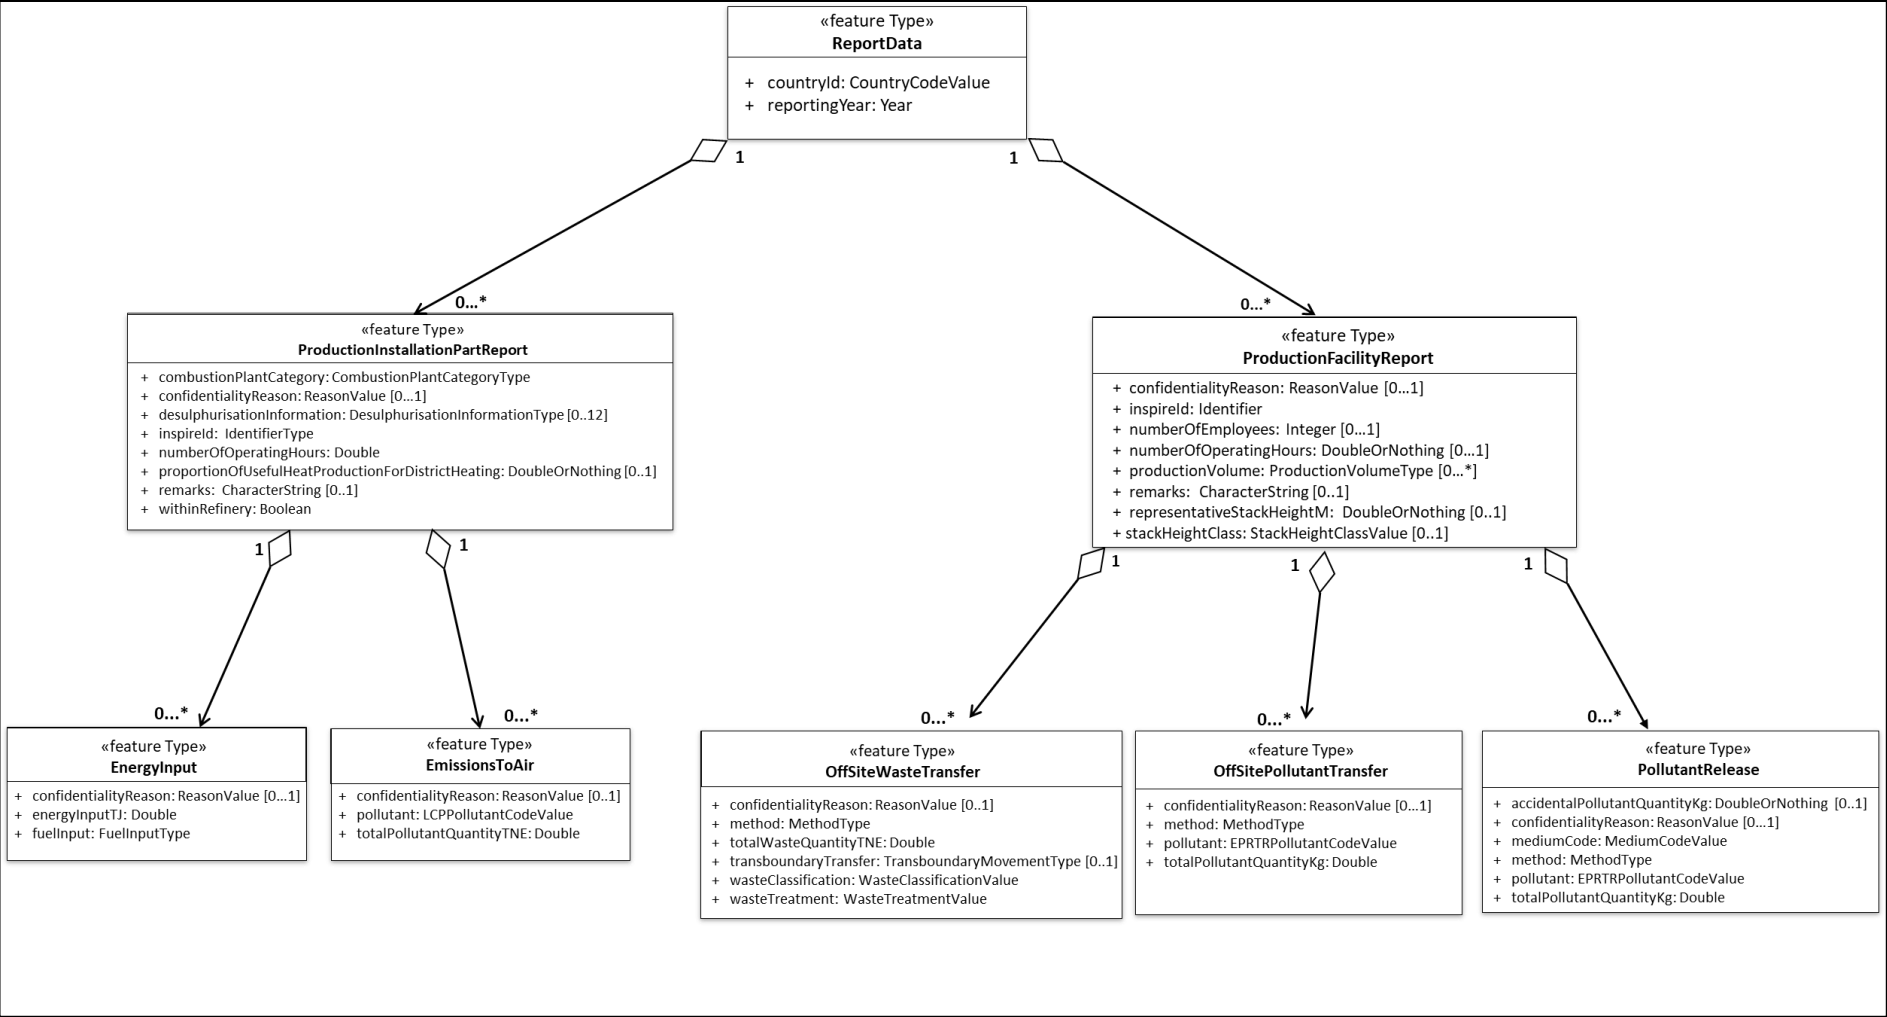 «feature Type»
ReportData
+ countryId: CountryCodeValue
+ reportingYear: Year
1
1
0...*
0...*
«feature Type»
ProductionInstallationPartReport
+ combustionPlantCategory: CombustionPlantCategoryType
+ confidentialityReason: ReasonValue [0...1]
+ desulphurisationInformation: DesulphurisationInformationType [0..12]
+ inspireId: IdentifierType
+ numberOfOperatingHours: Double
+ proportionOfUsefulHeatProductionForDistrictHeating: DoubleOrNothing [0..1]
+ remarks: CharacterString [0..1]
+ withinRefinery: Boolean
«feature Type»
ProductionFacilityReport
+ confidentialityReason: ReasonValue [0...1]
+ inspireId: Identifier
+ numberOfEmployees: Integer [0...1]
+ numberOfOperatingHours: DoubleOrNothing [0...1]
+ productionVolume: ProductionVolumeType [0...*]
+ remarks: CharacterString [0..1]
+ representativeStackHeightM: DoubleOrNothing [0..1]
+ stackHeightClass: StackHeightClassValue [0..1]
1
1
1
1
1
0...*
0...*
0...*
0...*
0...*
«feature Type»
EnergyInput
+ confidentialityReason: ReasonValue [0...1]
+ energyInputTJ: Double
+ fuelInput: FuelInputType
«feature Type»
EmissionsToAir
+ confidentialityReason: ReasonValue [0..1]
+ pollutant: LCPPollutantCodeValue
+ totalPollutantQuantityTNE: Double
«feature Type»
OffSiteWasteTransfer
+ confidentialityReason: ReasonValue [0..1]
+ method: MethodType
+ totalWasteQuantityTNE: Double
+ transboundaryTransfer: TransboundaryMovementType [0..1]
+ wasteClassification: WasteClassificationValue
+ wasteTreatment: WasteTreatmentValue
«feature Type»
OffSitePollutantTransfer
+ confidentialityReason: ReasonValue [0...1]
+ method: MethodType
+ pollutant: EPRTRPollutantCodeValue
+ totalPollutantQuantityKg: Double
«feature Type»
PollutantRelease
+ accidentalPollutantQuantityKg: DoubleOrNothing [0..1]
+ confidentialityReason: ReasonValue [0...1]
+ mediumCode: MediumCodeValue
+ method: MethodType
+ pollutant: EPRTRPollutantCodeValue
+ totalPollutantQuantityKg: Double